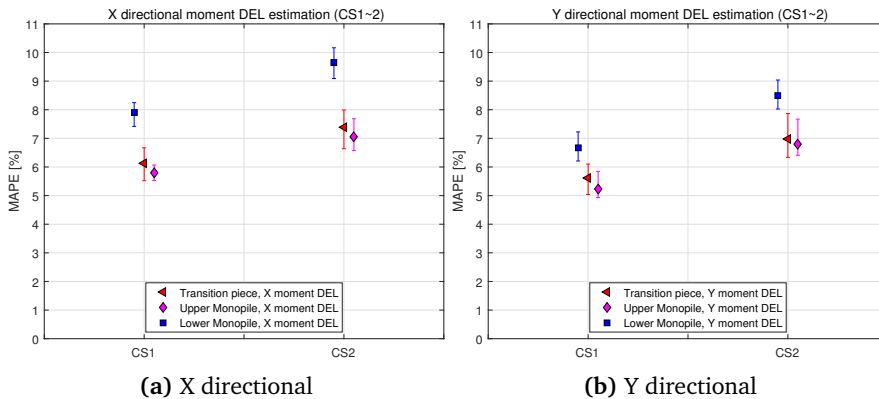 X directional moment DEL estimation (CS1~2)
MAPE [%]
11
10
9
8
7
6
5
4
3
2
1
0
Transition piece, X moment DEL
Upper Monopile, X moment DEL
Lower Monopile, X moment DEL
CS1 CS2
(a) X directional
Y directional moment DEL estimation (CS1~2)
MAPE [%]
11
10
9
8
7
6
5
4
3
2
1
0
Transition piece, Y moment DEL
Upper Monopile, Y moment DEL
Lower Monopile, Y moment DEL
CS1 CS2
(b) Y directional